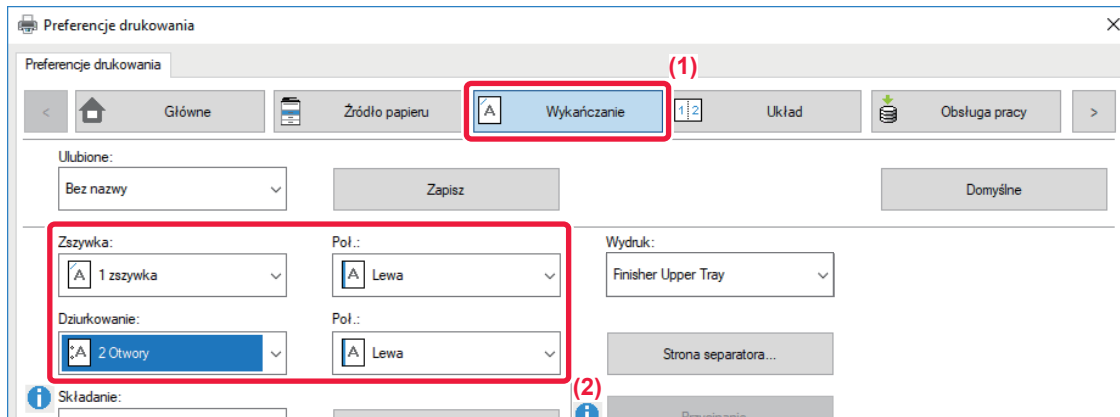 Preferencje drukowania
Preferencje drukowania
(1)
< Główne Źródło papieru A Wykańczanie 1 2 Układ Obsługa pracy >
Ulubione:
Bez nazwy Zapisz Domyślne
Zszywka: Poł.: Wydruk:
A 1 zszywka A Lewa Finisher Upper Tray
Dziurkowanie: Poł.:
A 2 Otwory A Lewa Strona separatora...
(2)
i Składanie: i